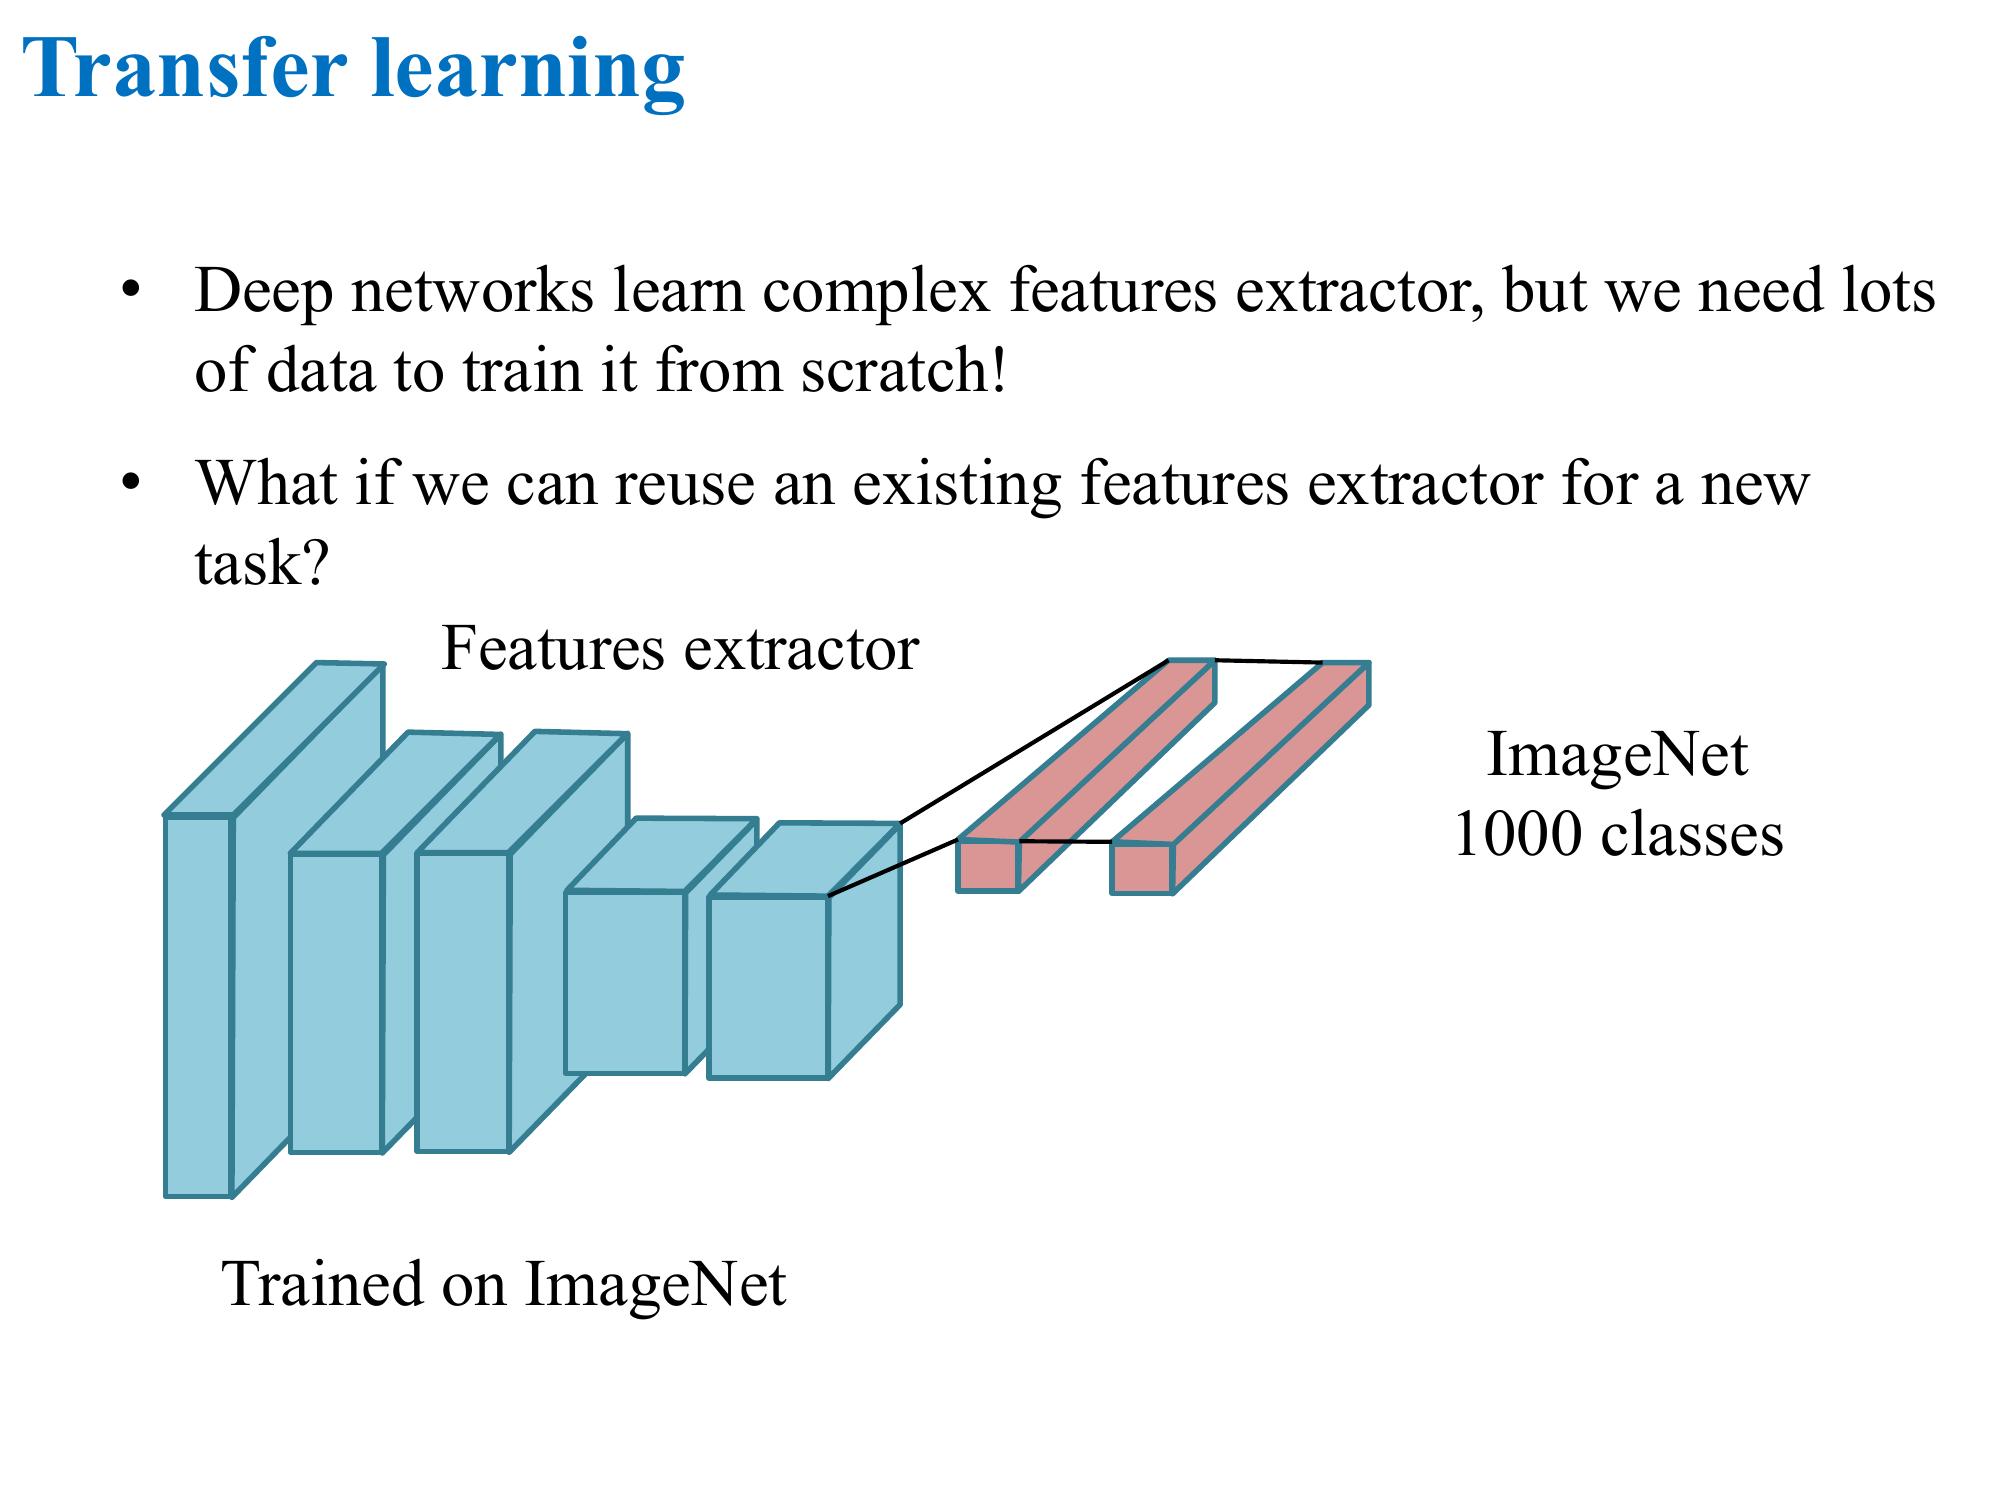 Transfer learning
• Deep networks learn complex features extractor, but we need lots
of data to train it from scratch!
• What if we can reuse an existing features extractor for a new
task?
Features extractor
ImageNet
1000 classes
Trained on ImageNet